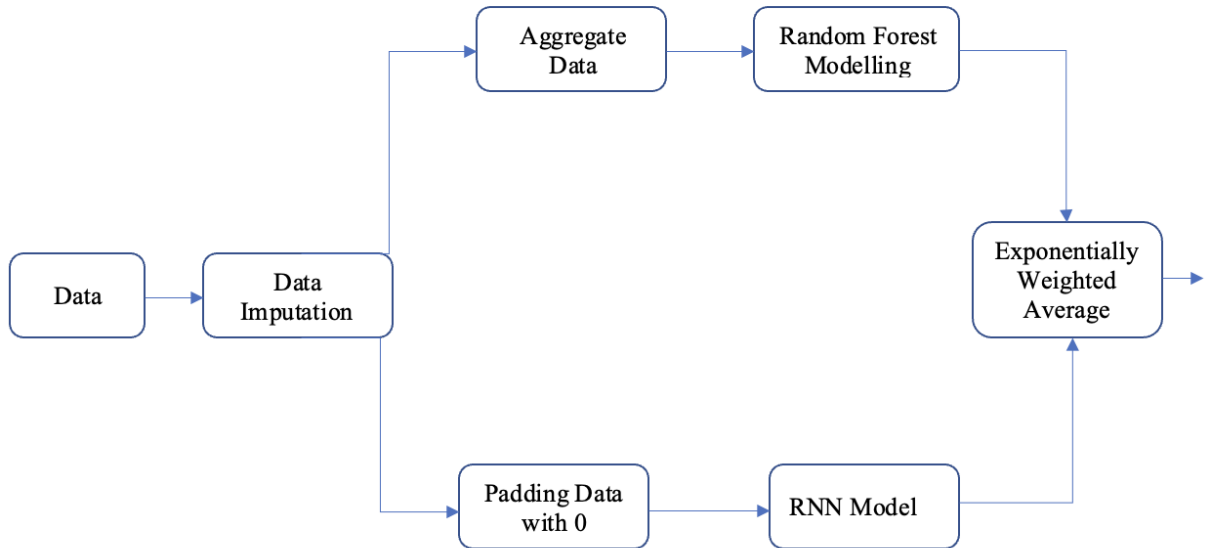 Aggregate
Data
Random Forest
Modelling
Data
Data
Imputation
Exponentially
Weighted
Average
Padding Data
with 0
RNN Model